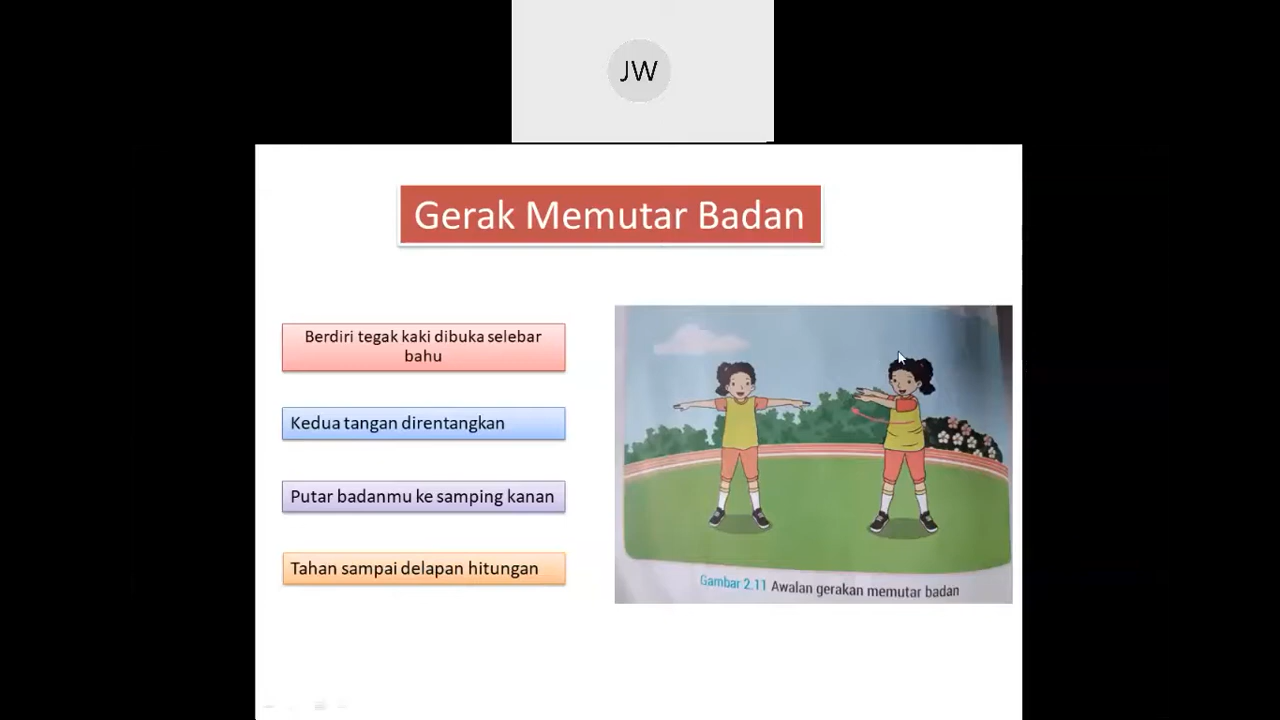 JW
Gerak Memutar Badan
Berdiri tegak kaki dibuka selebar
bahu
Kedua tangan direntangkan
Putar badanmu ke samping kanan
Tahan sampai delapan hitungan
Gambar 2.11 Awalan gerakan memutar badan